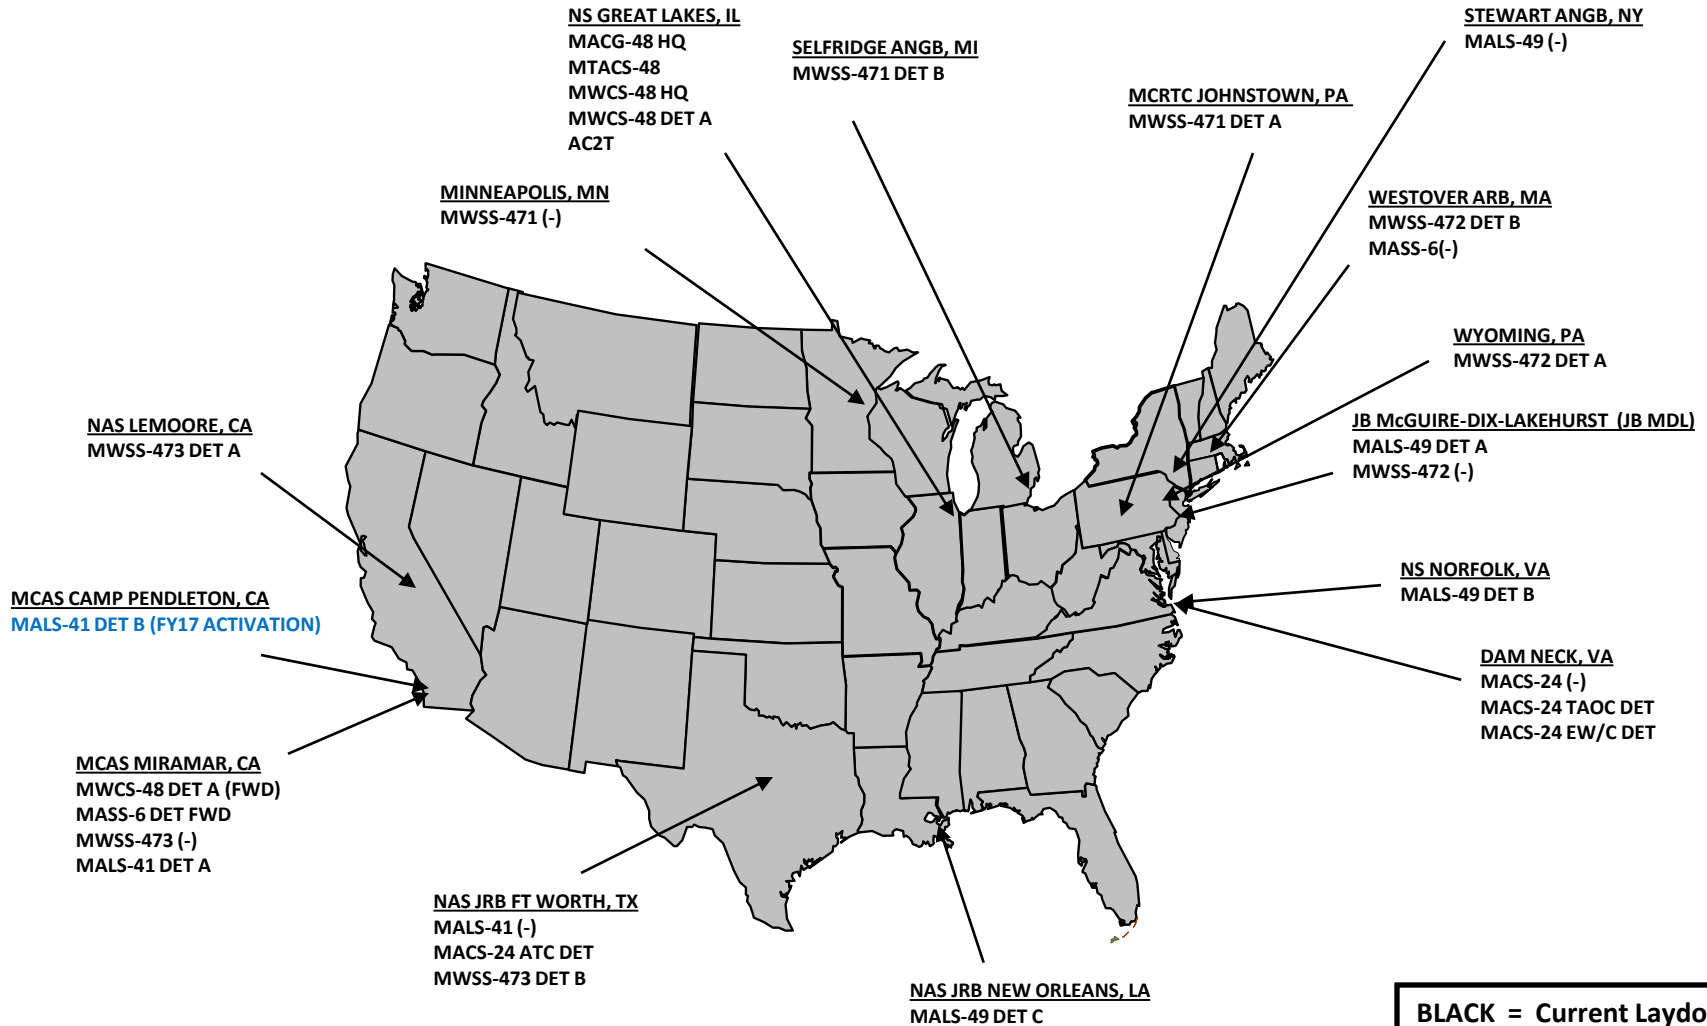 NS GREAT LAKES, IL
MACG-48 HQ
MTACS-48
MWCS-48 HQ
MWCS-48 DET A
AC2T
SELFRIDGE ANGB, MI
MWSS-471 DET B
STEWART ANGB, NY
MALS-49 (-)
MCRTC JOHNSTOWN, PA
MWSS-471 DET A
MINNEAPOLIS, MN
MWSS-471 (-)
WESTOVER ARB, MA
MWSS-472 DET B
MASS-6(-)
WYOMING, PA
MWSS-472 DET A
NAS LEMOORE, CA
MWSS-473 DET A
JB McGUIRE-DIX-LAKEHURST (JB MDL)
MALS-49 DET A
MWSS-472 (-)
MCAS CAMP PENDLETON, CA
MALS-41 DET B (FY17 ACTIVATION)
NS NORFOLK, VA
MALS-49 DET B
DAM NECK, VA
MACS-24 (-)
MACS-24 TAOC DET
MACS-24 EW/C DET
MCAS MIRAMAR, CA
MWCS-48 DET A (FWD)
MASS-6 DET FWD
MWSS-473 (-)
MALS-41 DET A
NAS JRB FT WORTH, TX
MALS-41 (-)
MACS-24 ATC DET
MWSS-473 DET B
NAS JRB NEW ORLEANS, LA
MALS-49 DET C
BLACK = Current Laydo